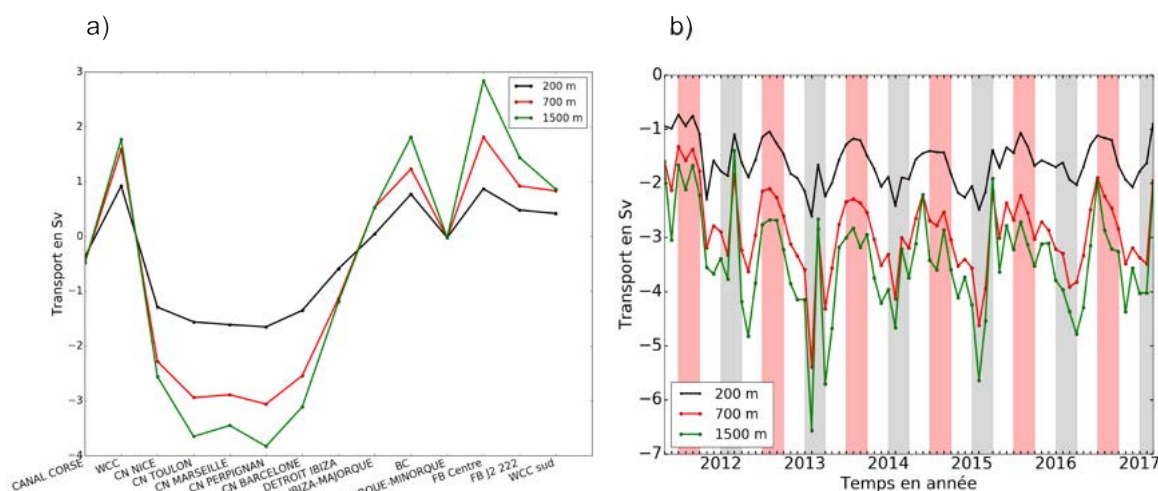 a)
b)
3
2
1
0
−1
−2
−3
−4
Transport en Sv
200 m
700 m
1500 m
CANAL CORSE
WCC
CN NICE
CN TOULON
CN MARSEILLE
CN PERPIGNAN
CN BARCELONE
DETROIT IBIZA
IBIZA-MAJORQUE
BC
RQUE-MINORQUE
FB Centre
FB J2 222
WCC sud
0
−1
−2
−3
−4
−5
−6
−7
Transport en Sv
200 m
700 m
1500 m
2012 2013 2014 2015 2016 2017
Temps en année